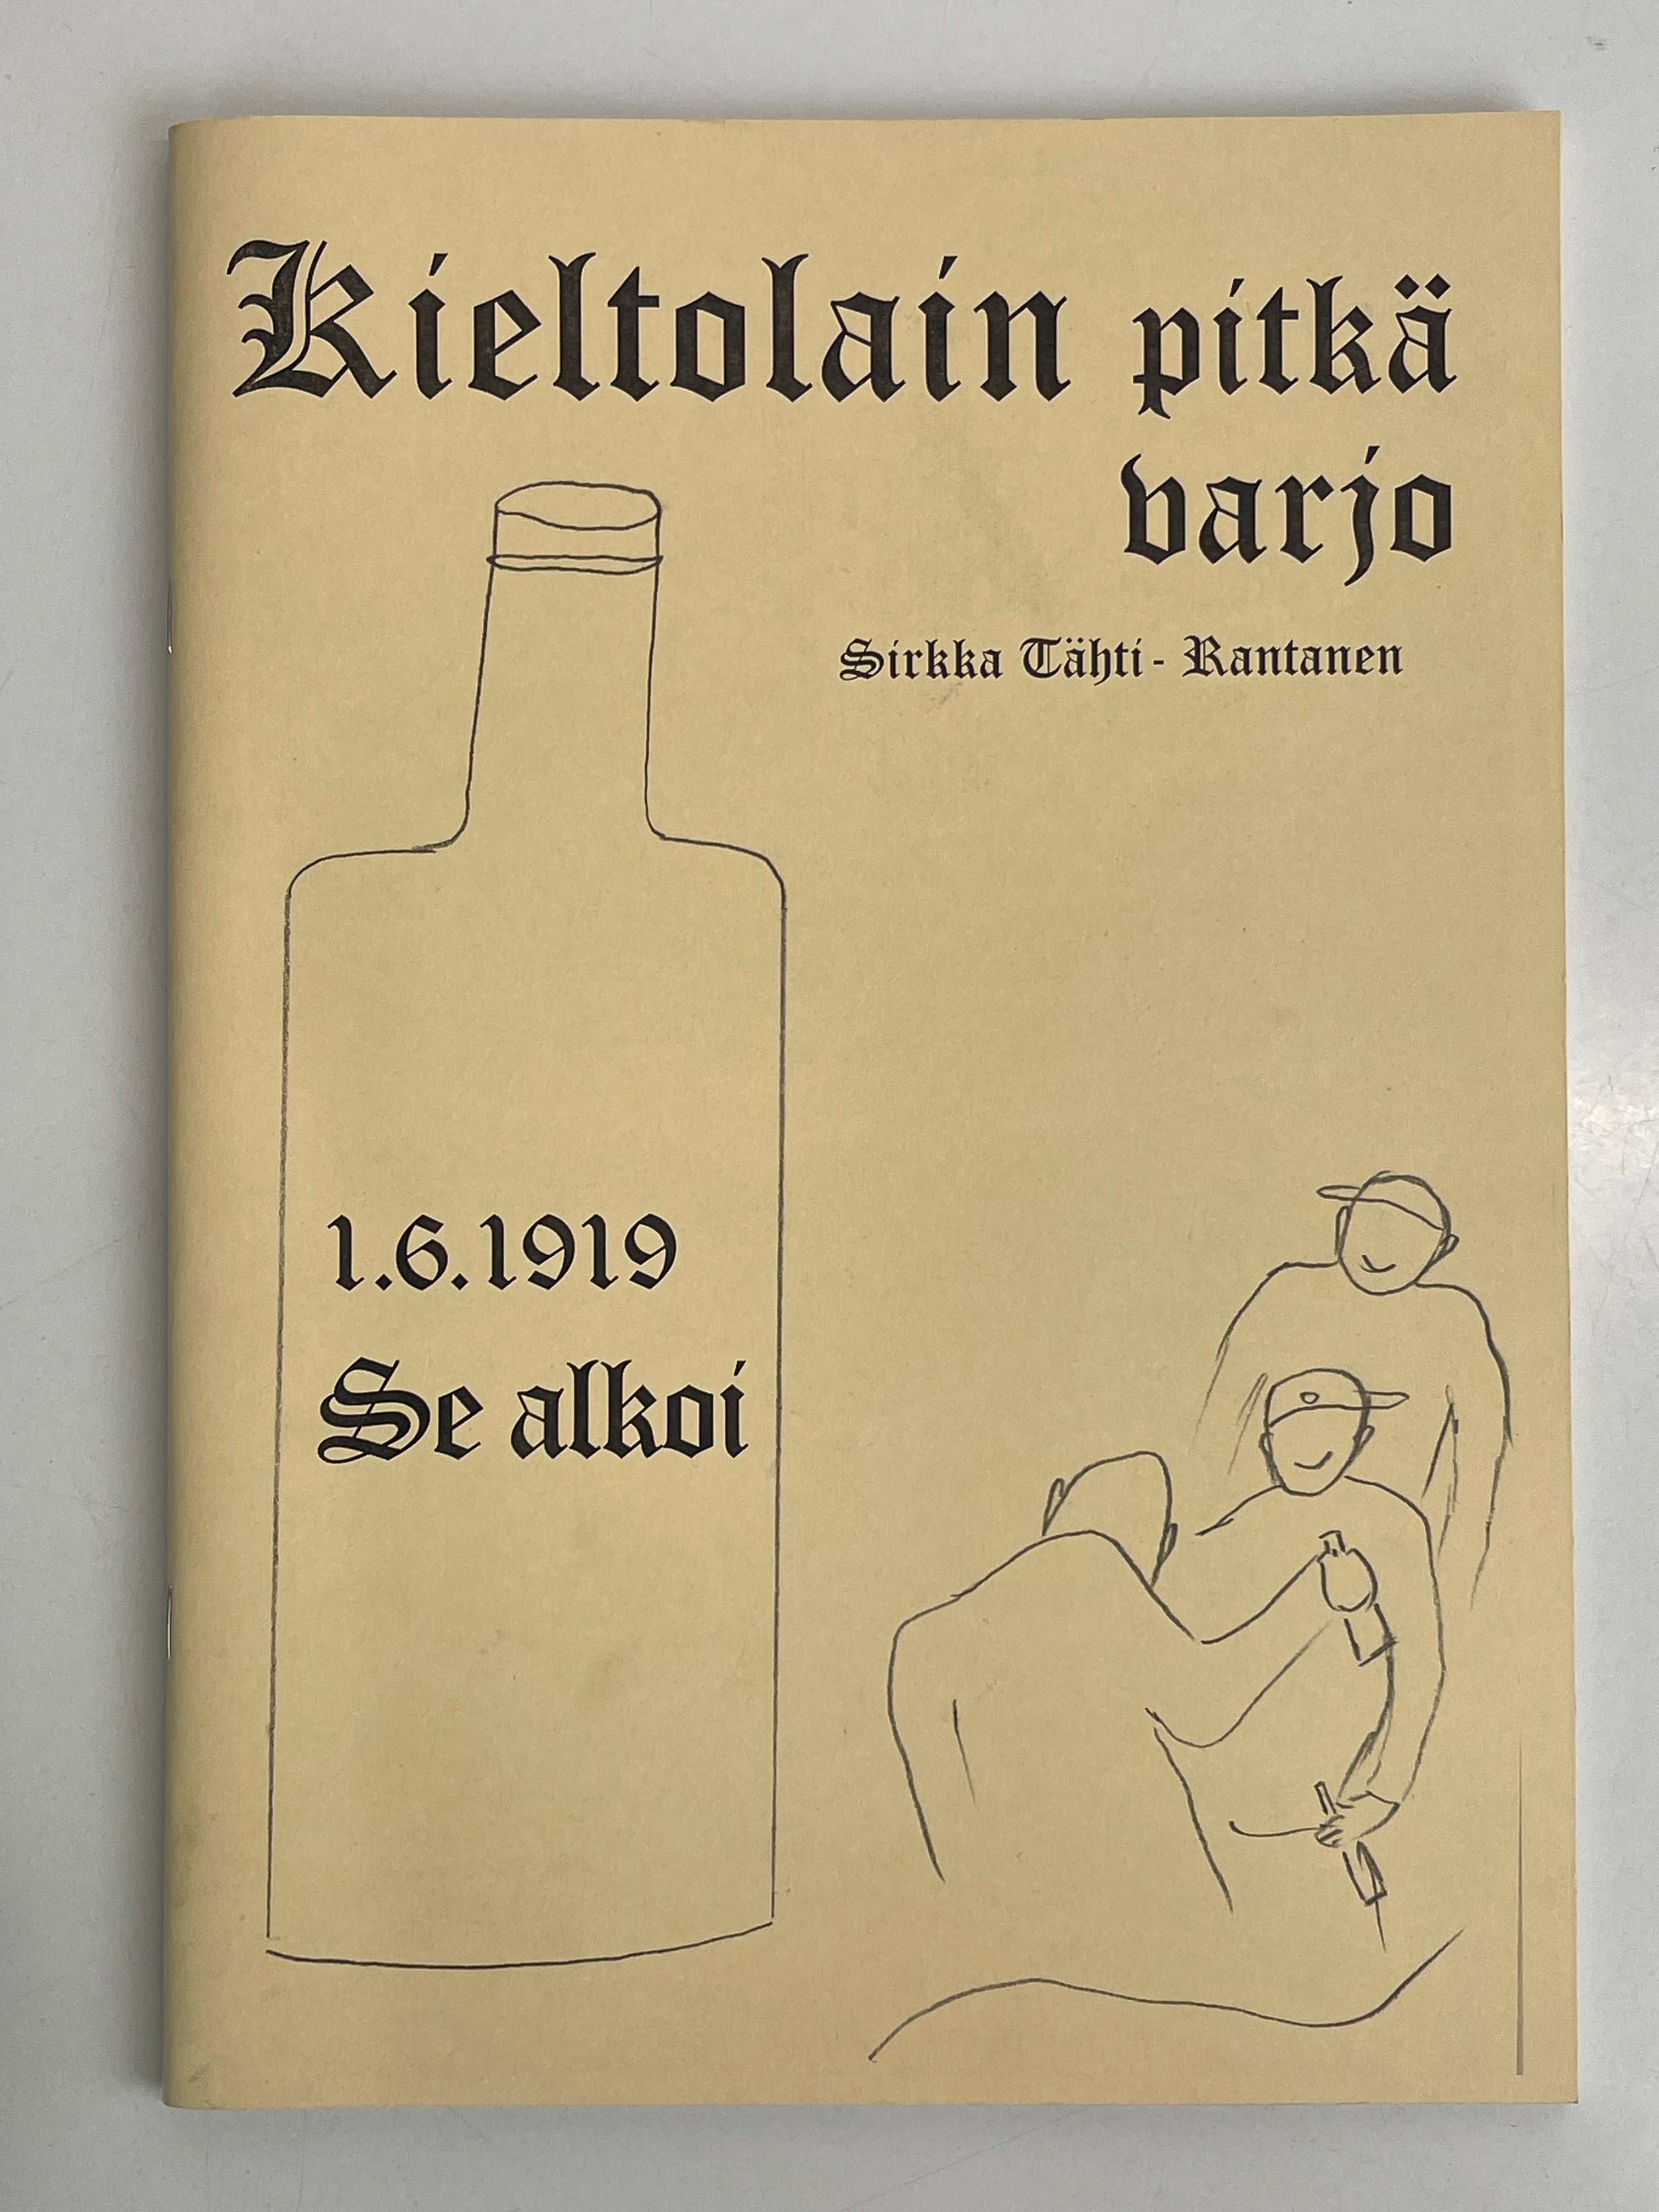 Kieltolain pitkä
varjo
Sirkka Tähti - Rantanen
1.6.1919
Se alkoi